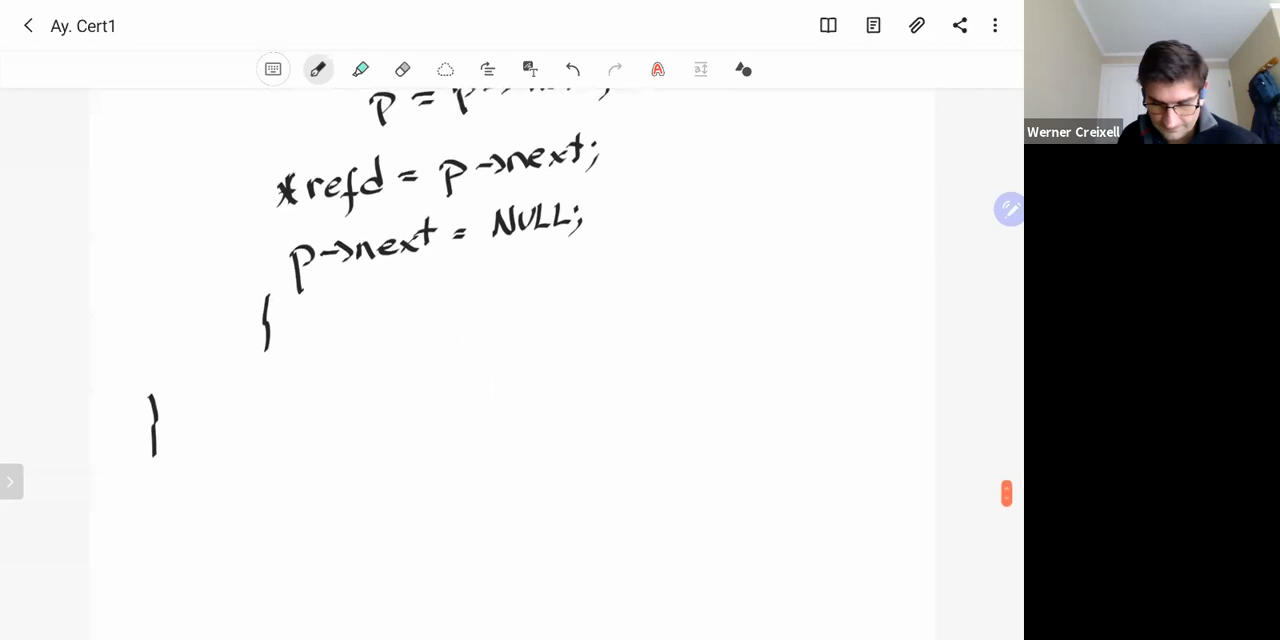 Ay. Cert1
Werner Creixell
p = p
*refd = p->next;
p->next = NULL;
{
}